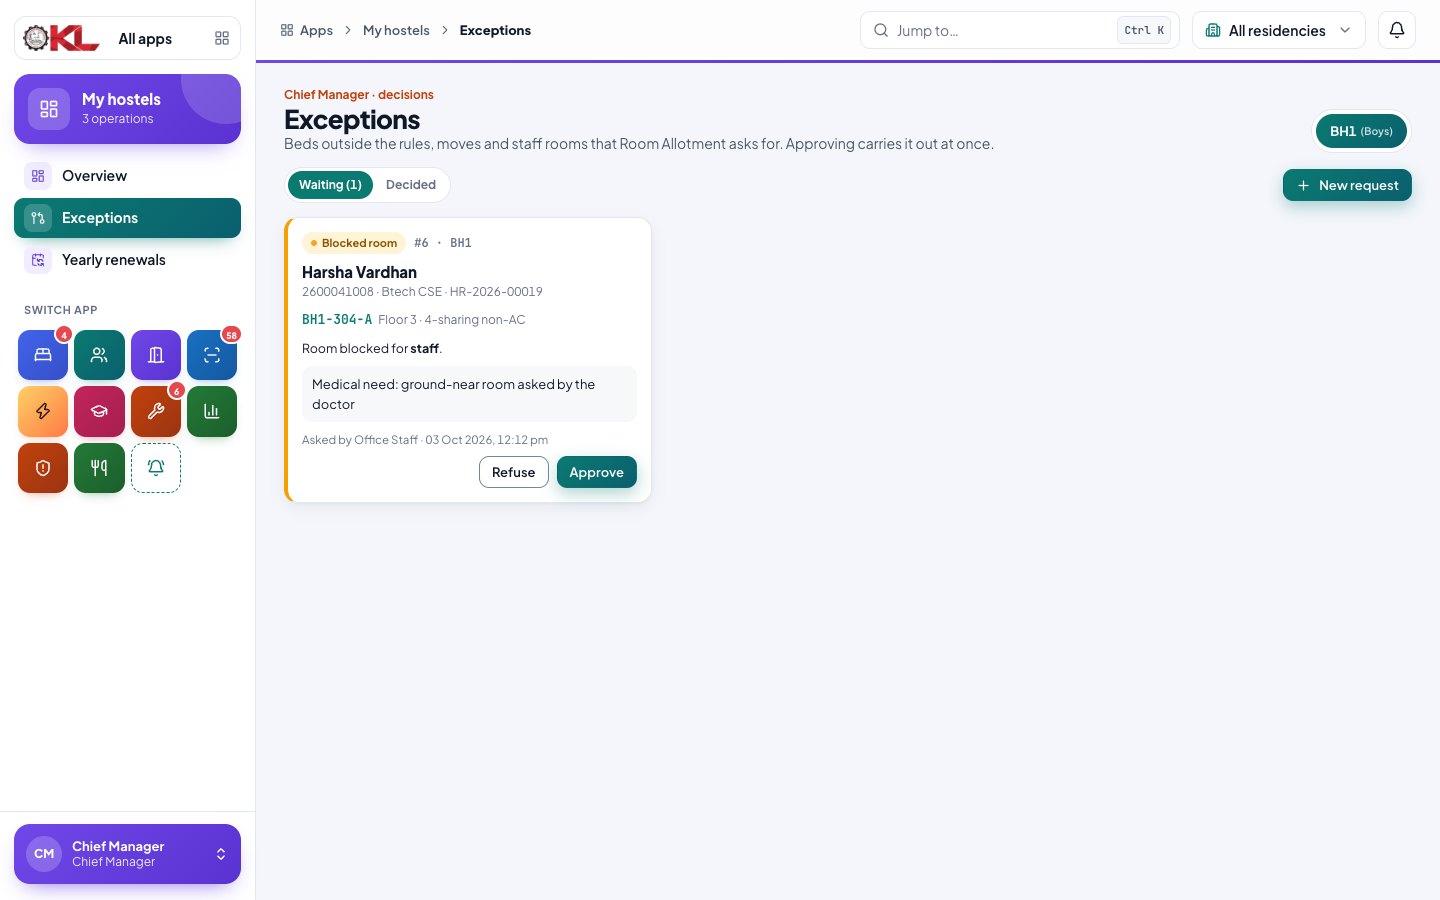 KL
All apps
My hostels
3 operations
Overview
Exceptions
Yearly renewals
SWITCH APP
4
58
6
CM
Chief Manager
Chief Manager
Apps
My hostels
Exceptions
Jump to...
Ctrl K
All residencies
Chief Manager · decisions
Exceptions
Beds outside the rules, moves and staff rooms that Room Allotment asks for. Approving carries it out at once.
BH1 (Boys)
Waiting (1)
Decided
New request
Blocked room #6 · BH1
Harsha Vardhan
2600041008 · Btech CSE · HR-2026-00019
BH1-304-A Floor 3 · 4-sharing non-AC
Room blocked for staff.
Medical need: ground-near room asked by the
doctor
Asked by Office Staff · 03 Oct 2026, 12:12 pm
Refuse
Approve